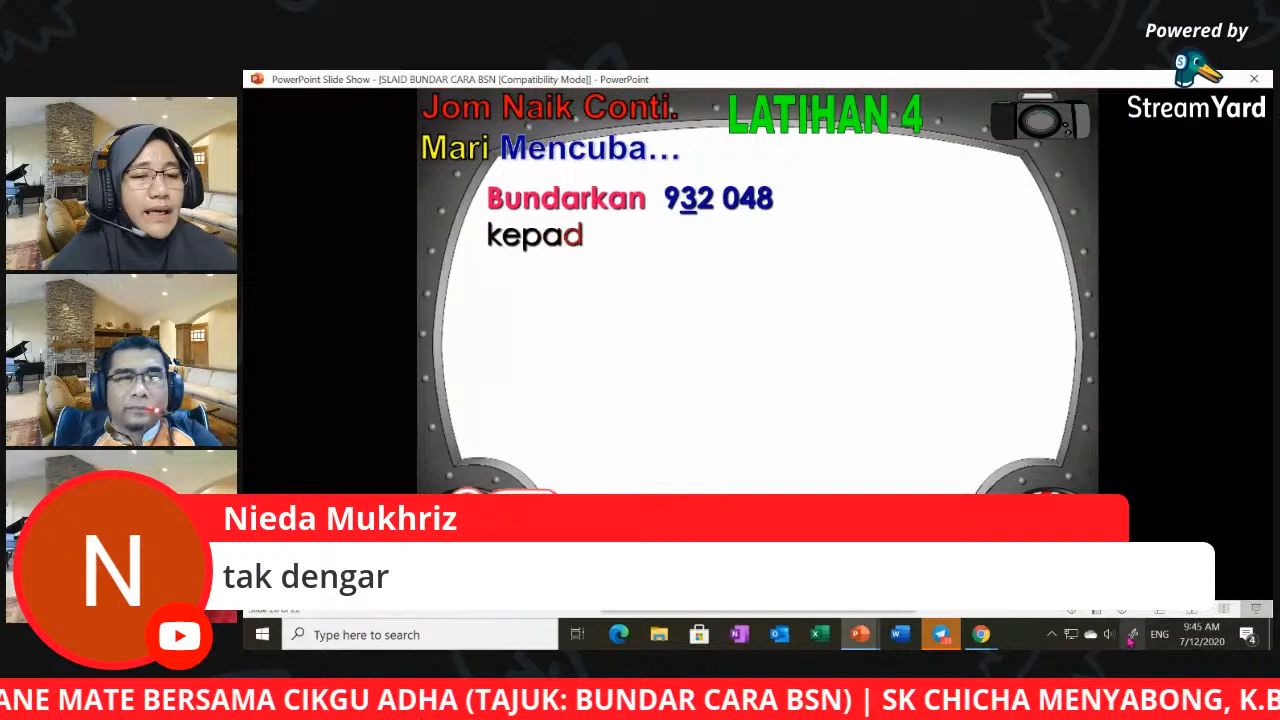 Powered by
StreamYard
PowerPoint Slide Show - [SLAID BUNDAR CARA BSN [Compatibility Mode]] - PowerPoint
Jom Naik Conti.
LATIHAN 4
Mari Mencuba...
Bundarkan 932 048
kepad
Nieda Mukhriz
N
tak dengar
Type here to search
ENG
9:45 AM
7/12/2020
4
ANE MATE BERSAMA CIKGU ADHA (TAJUK: BUNDAR CARA BSN) | SK CHICHA MENYABONG, K.B